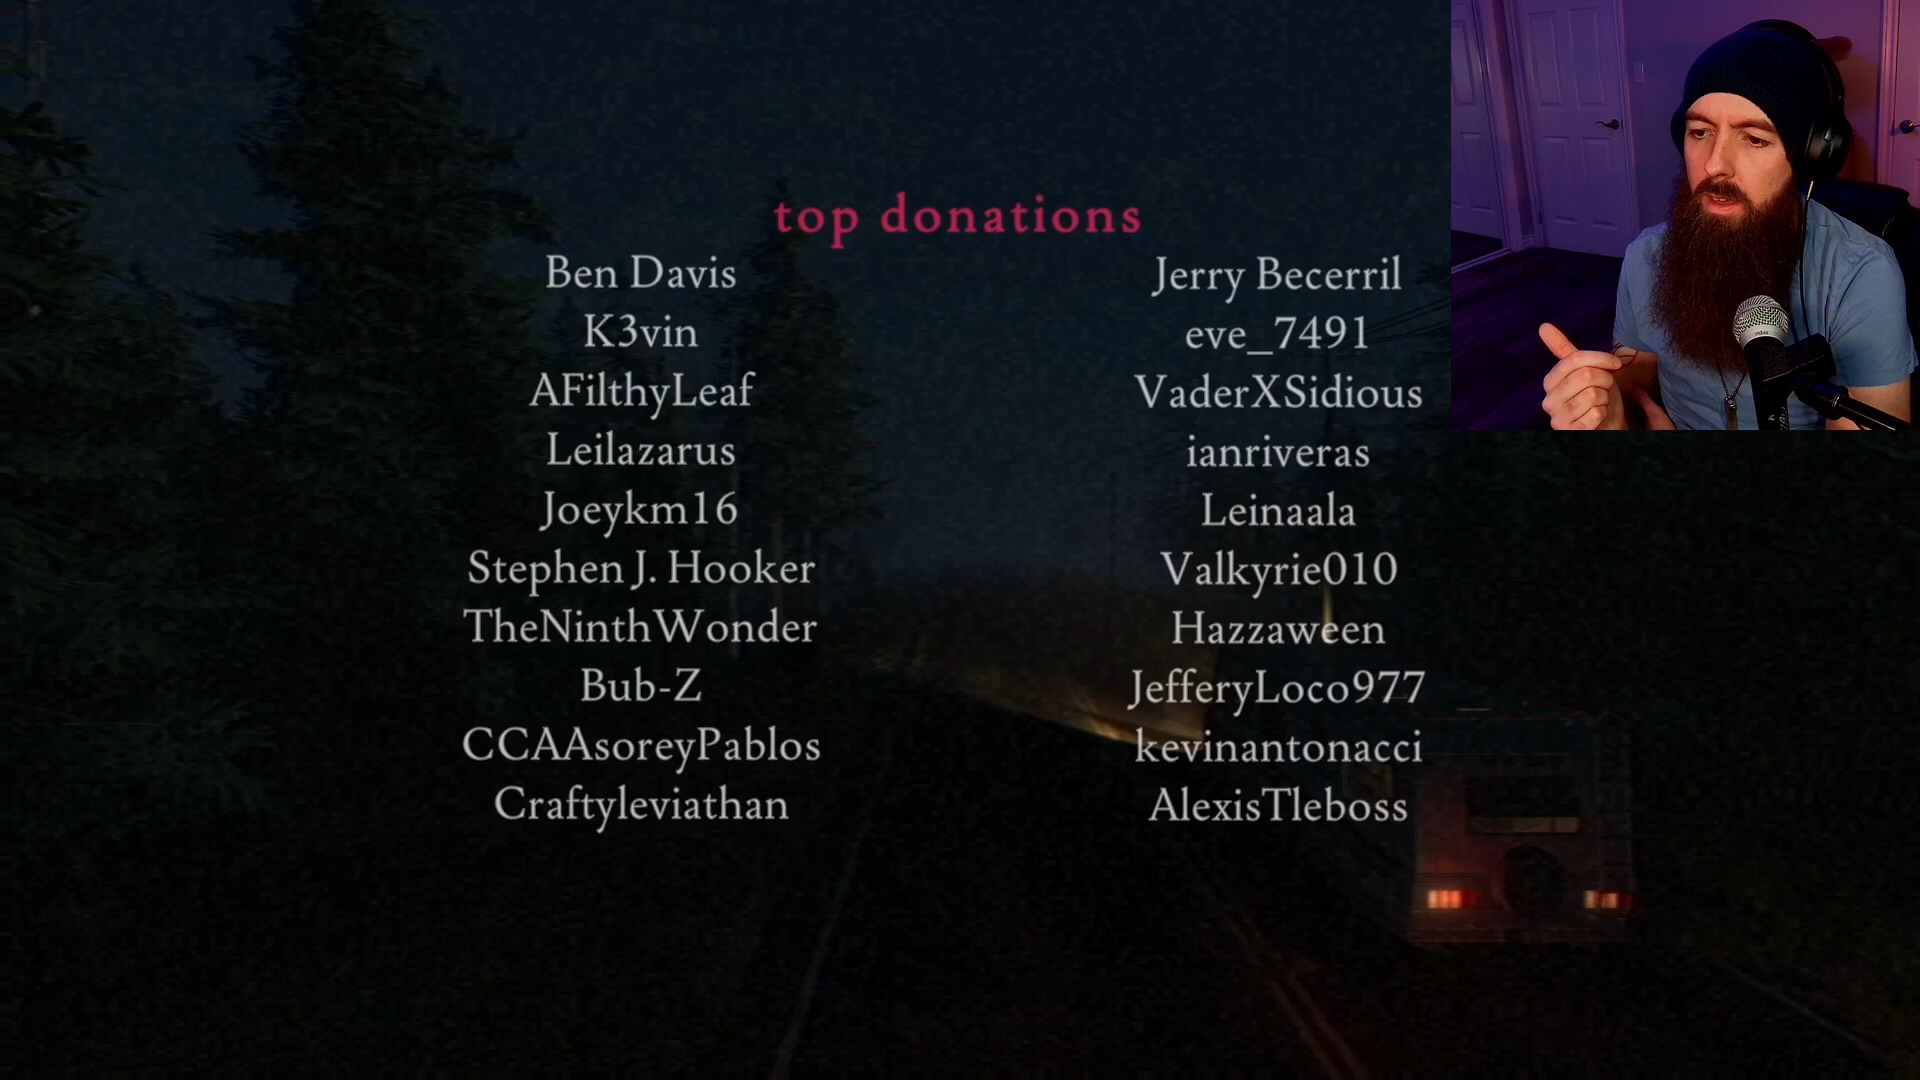 top donations
Ben Davis
K3vin
AFilthyLeaf
Leilazarus
Joeykm16
Stephen J. Hooker
TheNinthWonder
Bub-Z
CCAAsoreyPablos
Craftyleviathan
Jerry Becerril
eve_7491
VaderXSidious
ianriveras
Leinaala
Valkyrie010
Hazzaween
JefferyLoco977
kevinantonacci
AlexisTleboss